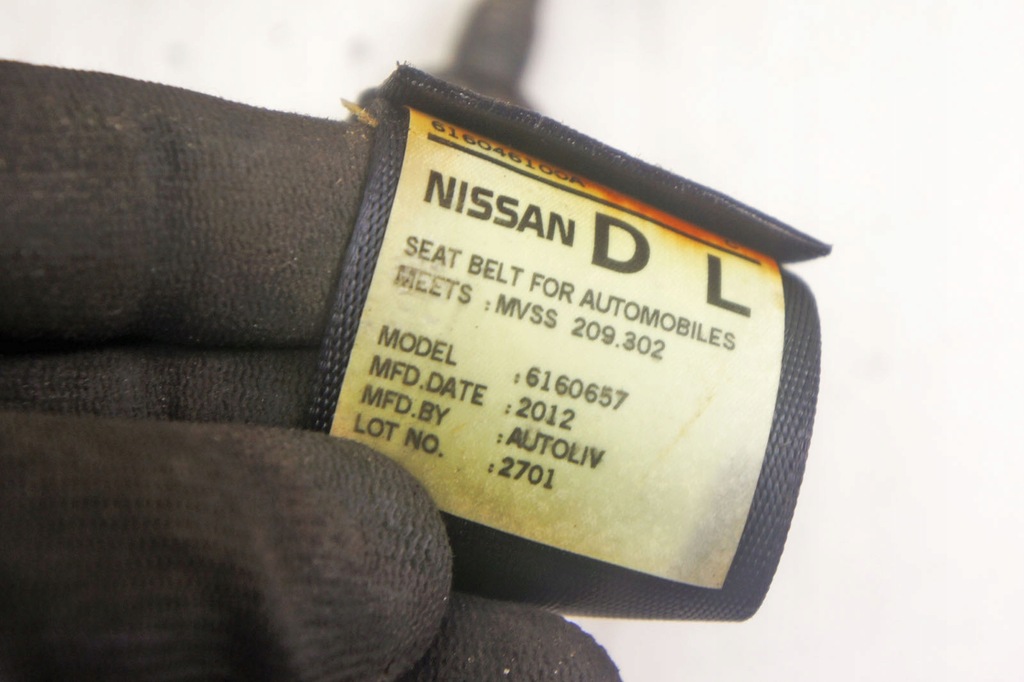 616046100A
NISSAN D L
SEAT BELT FOR AUTOMOBILES
MEETS : MVSS 209.302
MODEL : 6160657
MFD.DATE : 2012
MFD.BY : AUTOLIV
LOT NO. : 2701